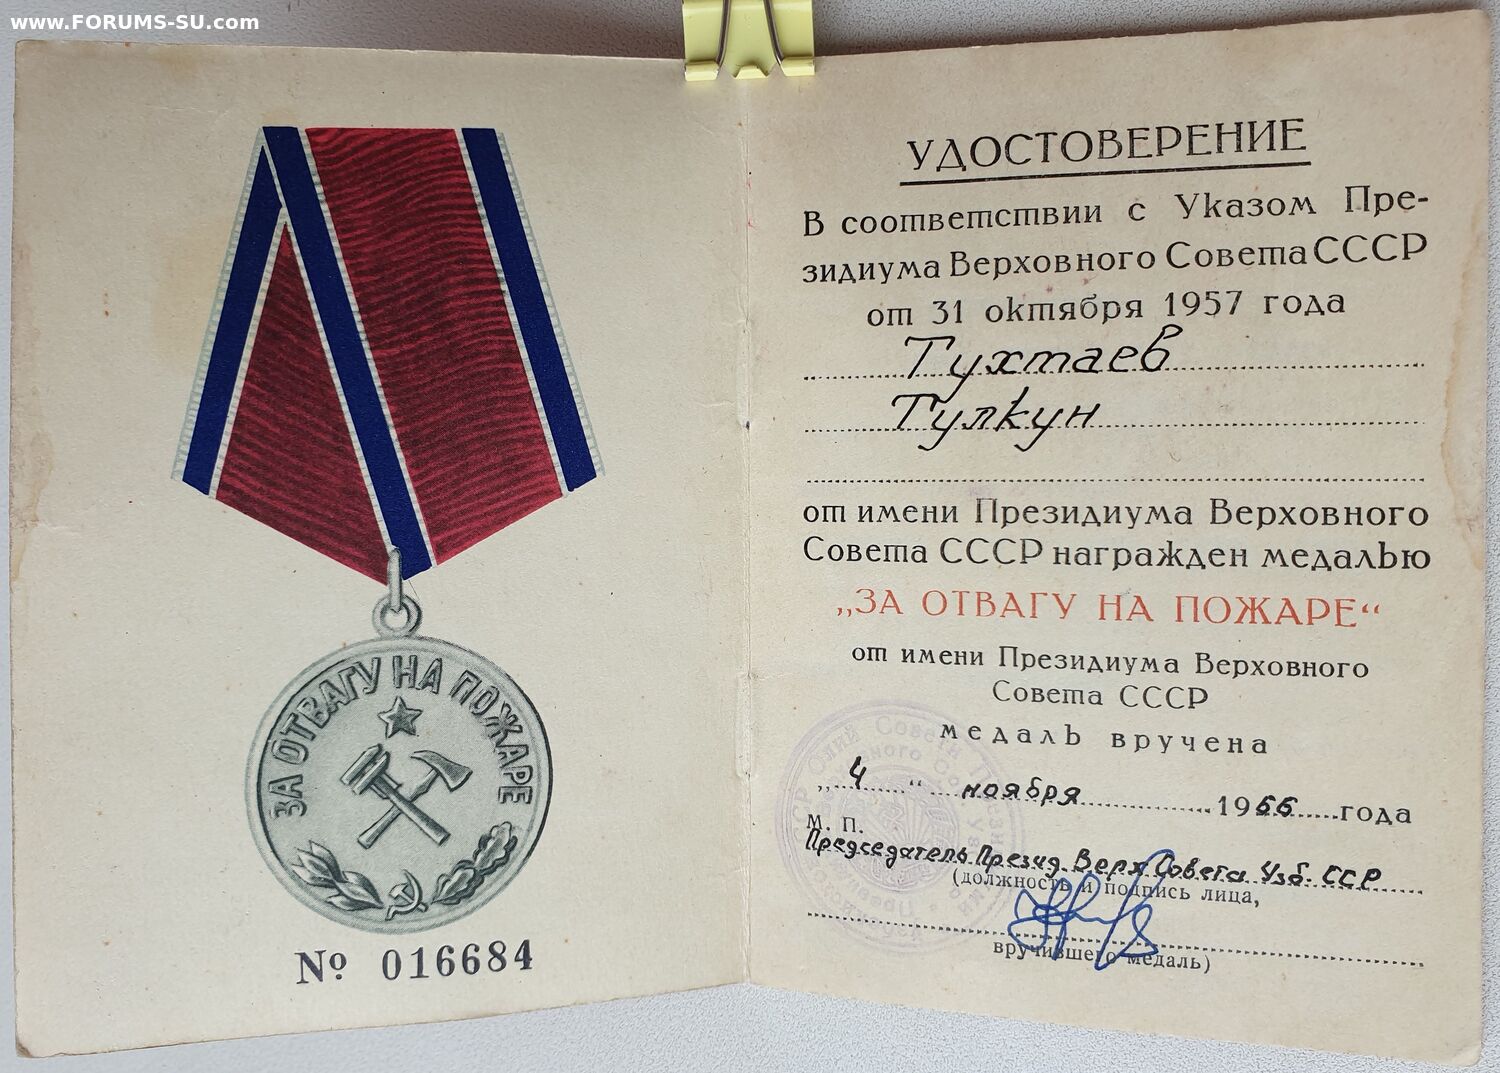 www.FORUMS-SU.com
ЗА ОТВАГУ НА ПОЖАРЕ
№ 016684
УДОСТОВЕРЕНИЕ
В соответствии с Указом Пре-
зидиума Верховного Совета СССР
от 31 октября 1957 года
Тухтаев
Тулкун
от имени Президиума Верховного
Совета СССР награжден медалью
„ЗА ОТВАГУ НА ПОЖАРЕ“
от имени Президиума Верховного
Совета СССР
медаль вручена
„4“ ноября 1966 года
М. П.
Председатель Презид. Верх Совета Узб. ССР
(должность и подпись лица,
вручившего медаль)